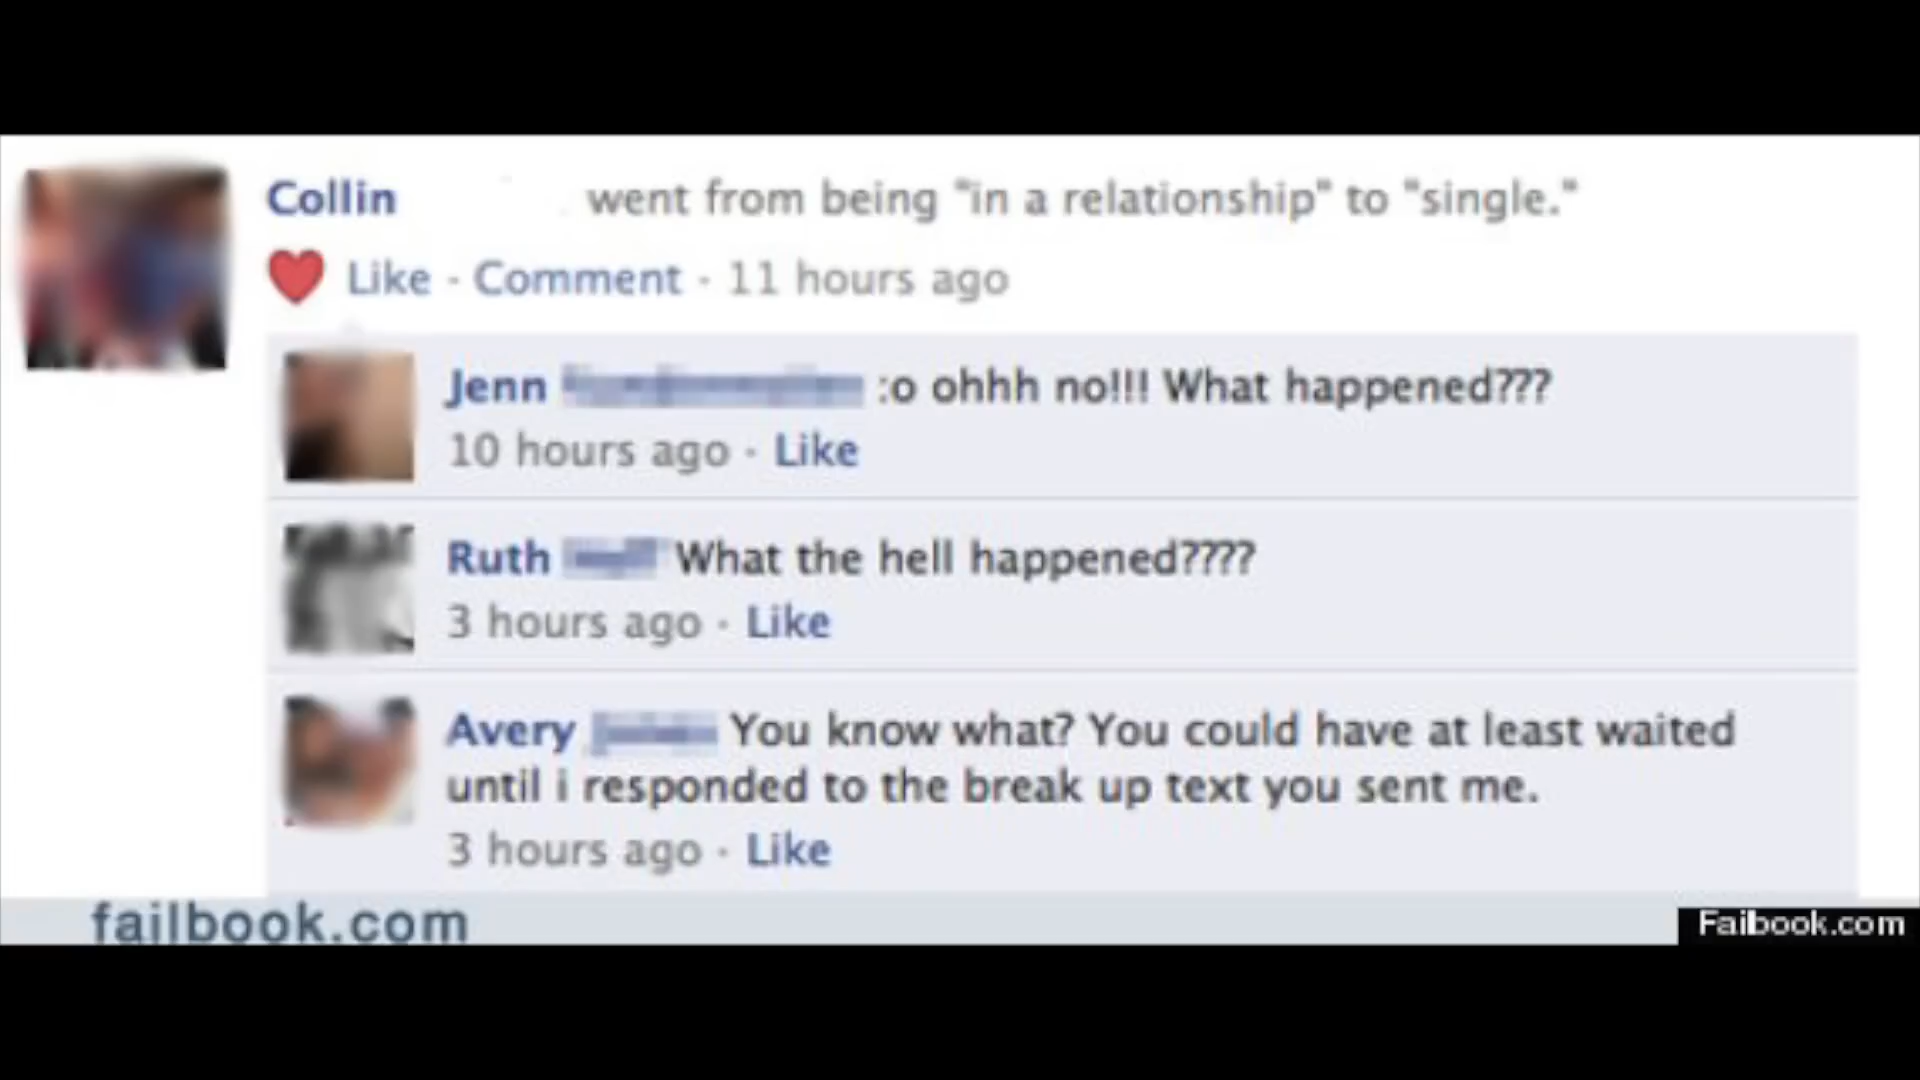 Collin went from being "in a relationship" to "single."
Like · Comment · 11 hours ago
Jenn :o ohhh no!!! What happened???
10 hours ago · Like
Ruth What the hell happened????
3 hours ago · Like
Avery You know what? You could have at least waited
until i responded to the break up text you sent me.
3 hours ago · Like
failbook.com
Failbook.com